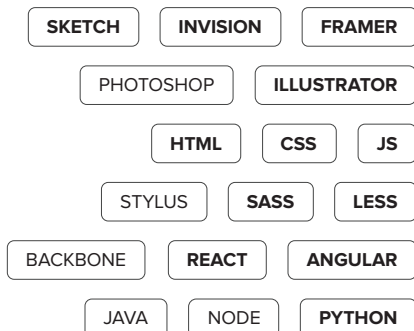 SKETCH INVISION FRAMER
PHOTOSHOP ILLUSTRATOR
HTML CSS JS
STYLUS SASS LESS
BACKBONE REACT ANGULAR
JAVA NODE PYTHON